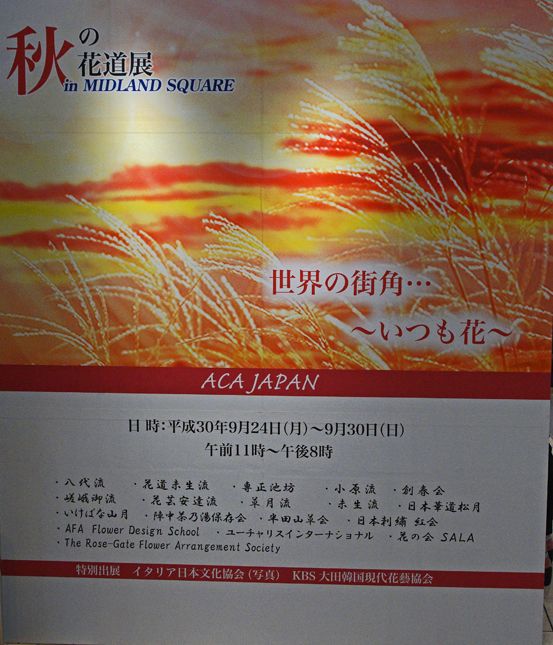 秋の
花道展
in MIDLAND SQUARE
世界の街角…
～いつも花～
ACA JAPAN
日 時：平成30年9月24日(月)～9月30日(日)
午前11時～午後8時
・八代流 ・花道未生流 ・専正池坊 ・小原流 ・創春会
・嵯峨御流 ・花芸安達流 ・草月流 ・未生流 ・日本華道松月
・いけばな山月 ・陣中茶乃湯保存会 ・半田山草会 ・日本刺繍 紅会
・AFA Flower Design School ・ユーチャリスインターナショナル ・花の会 SALA
・The Rose-Gate Flower Arrangement Society
特別出展 イタリア日本文化協会(写真) KBS大田韓国現代花藝協会